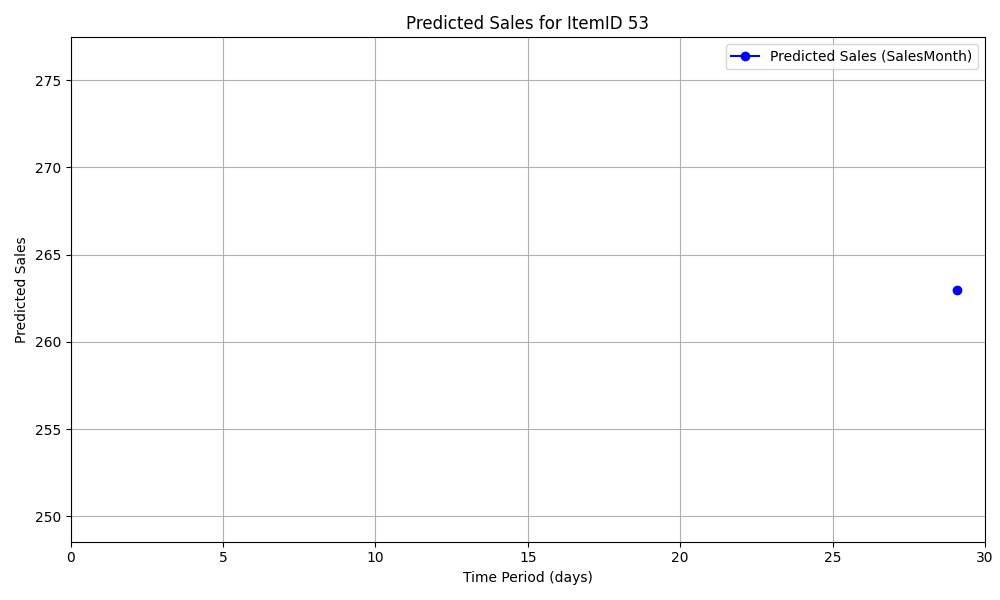 Predicted Sales for ItemID 53
Predicted Sales (SalesMonth)
Predicted Sales
275
270
265
260
255
250
0 5 10 15 20 25 30
Time Period (days)